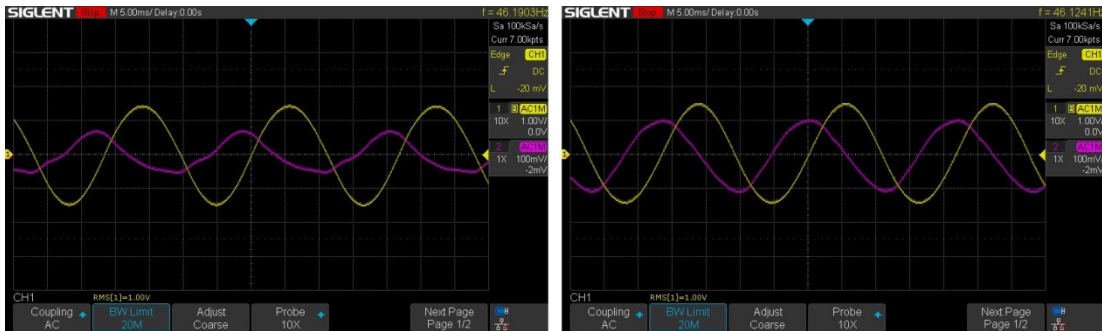 SIGLENT Stop M 5.00ms/ Delay:0.00s f = 46.1903Hz
Sa 100kSa/s
Curr 7.00kpts
Edge CH1
DC
L -20 mV
1 B AC1M
10X 1.00V/
0.0V
2 AC1M
1X 100mV/
-2mV
1
CH1 RMS[1]=1.00V
Coupling BW Limit Adjust Probe Next Page
AC 20M Coarse 10X Page 1/2
SIGLENT Stop M 5.00ms/ Delay:0.00s f = 46.1241Hz
Sa 100kSa/s
Curr 7.00kpts
Edge CH1
DC
L -20 mV
1 B AC1M
10X 1.00V/
0.0V
2 AC1M
1X 100mV/
-2mV
1
CH1 RMS[1]=1.00V
Coupling BW Limit Adjust Probe Next Page
AC 20M Coarse 10X Page 1/2